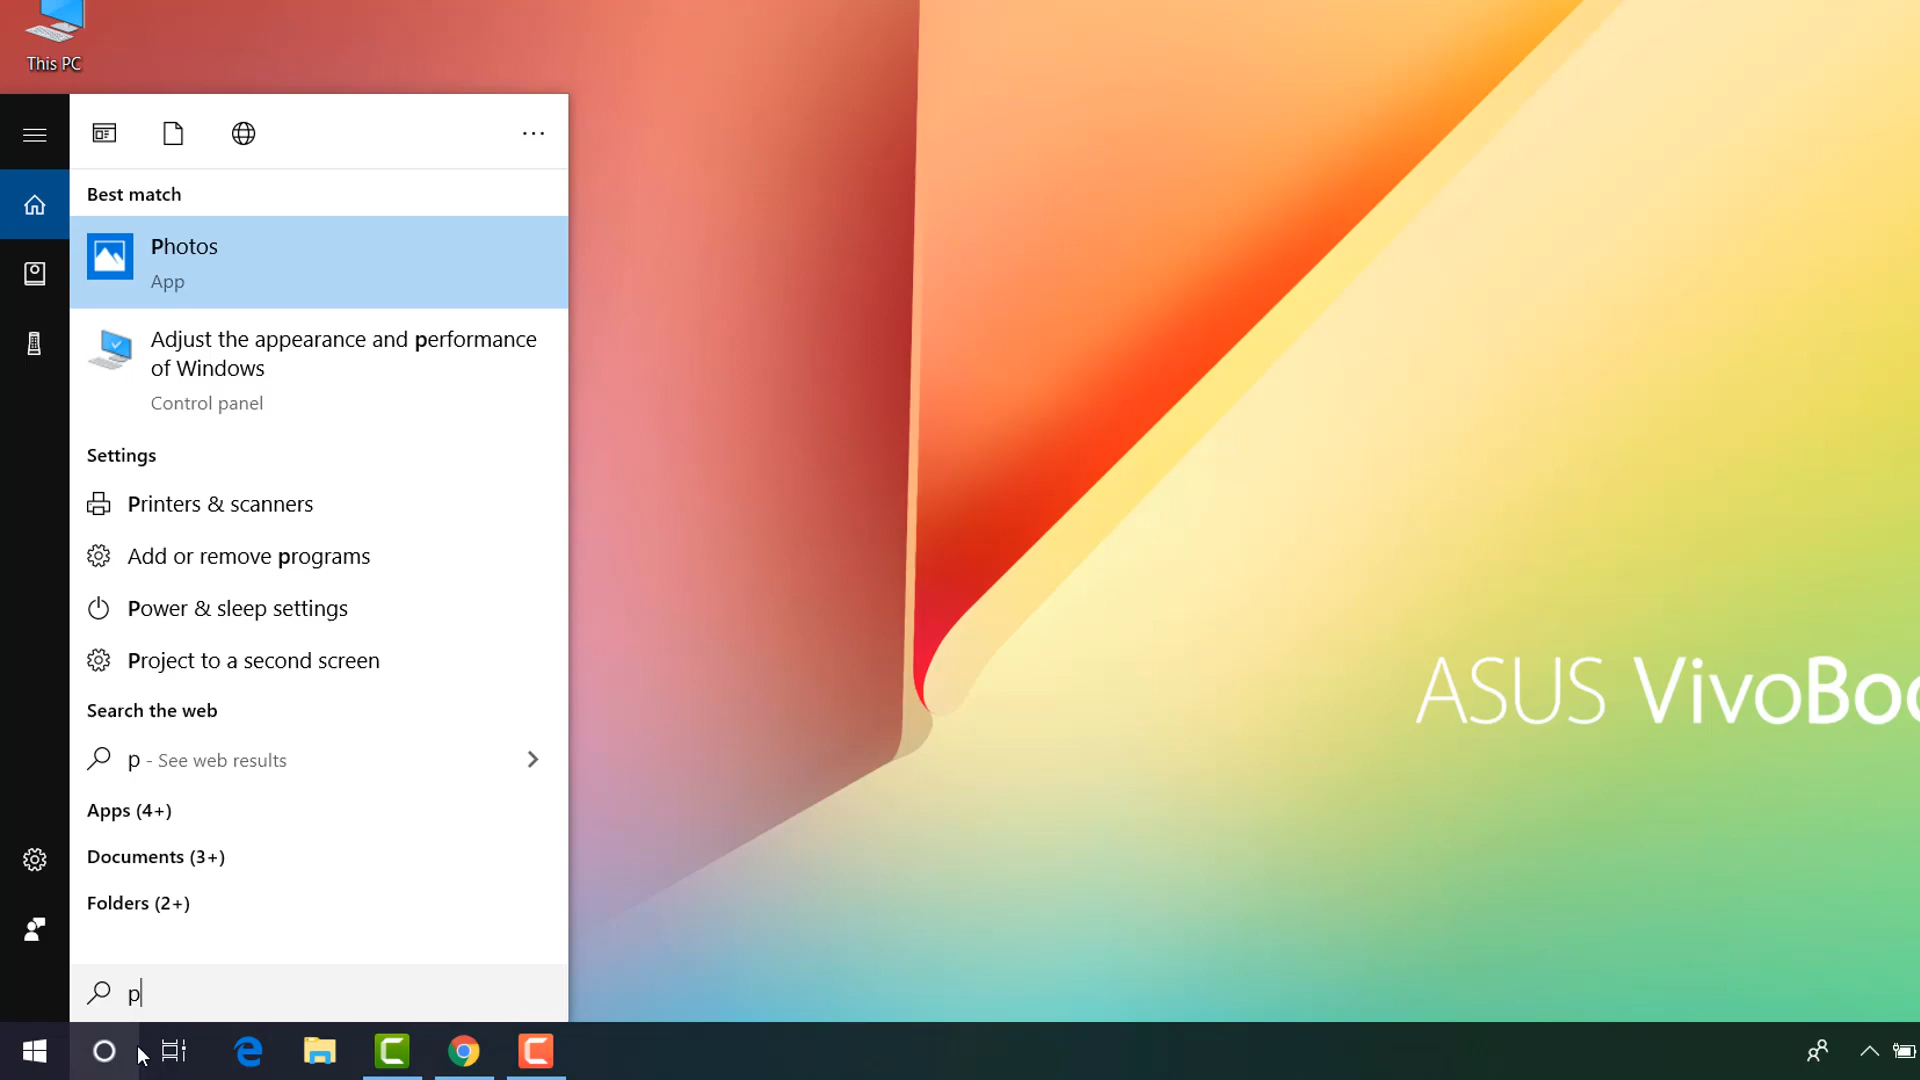 This PC
Best match
Photos
App
Adjust the appearance and performance
of Windows
Control panel
Settings
Printers & scanners
Add or remove programs
Power & sleep settings
Project to a second screen
Search the web
p - See web results
Apps (4+)
Documents (3+)
Folders (2+)
p
ASUS VivoBoo